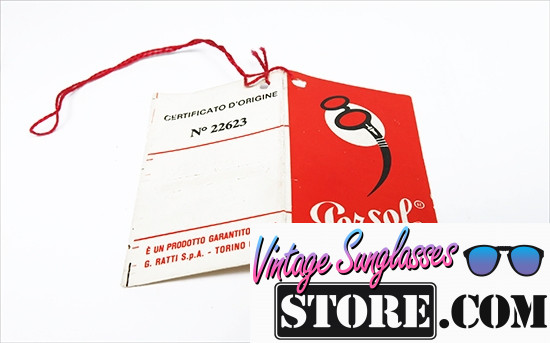 CERTIFICATO D'ORIGINE
Nº 22623
È UN PRODOTTO GARANTITO
G. RATTI S.p.A. - TORINO
Persol®
Vintage Sunglasses
STORE.COM